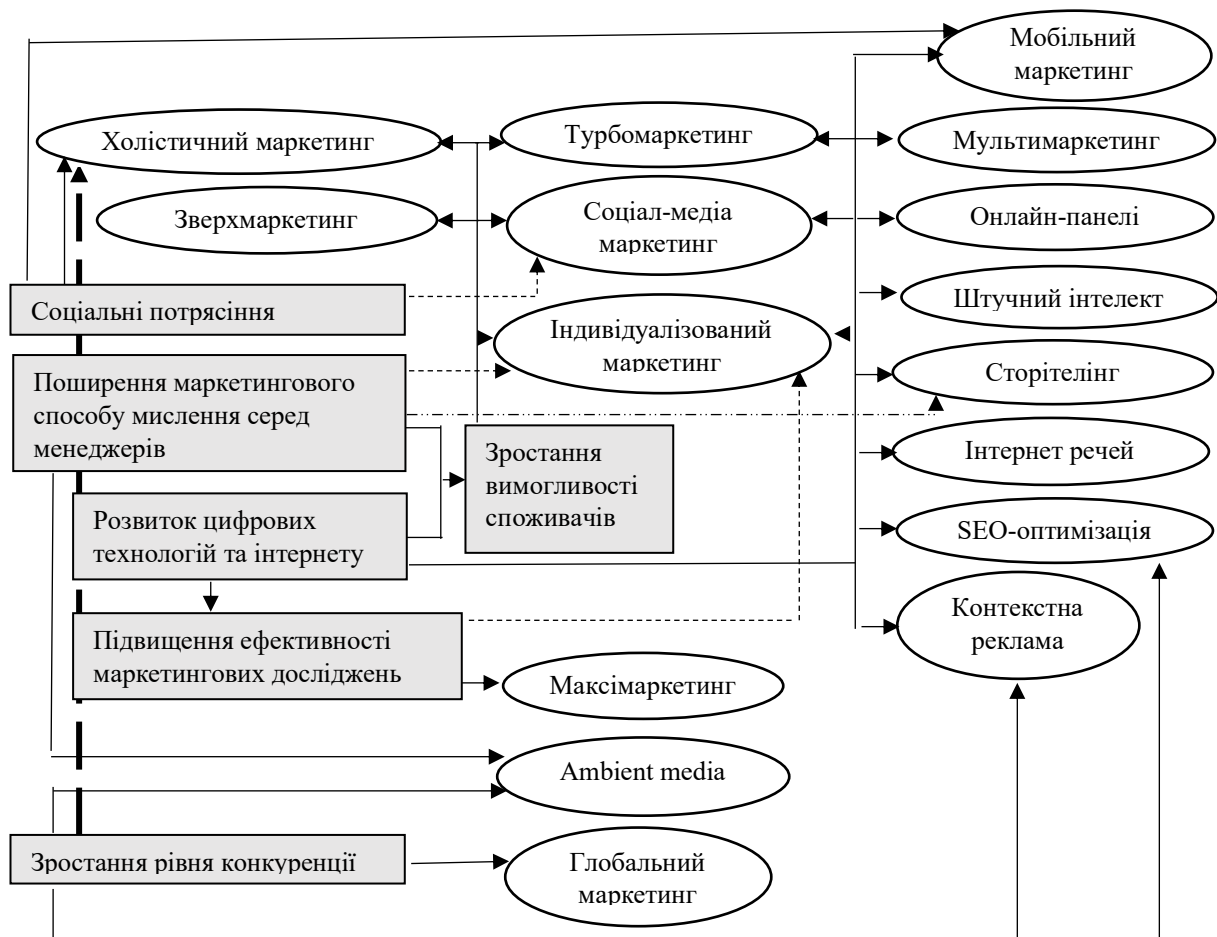 Мобільний
маркетинг
Холістичний маркетинг
Турбомаркетинг
Мультимаркетинг
Зверхмаркетинг
Соціал-медіа
маркетинг
Онлайн-панелі
Соціальні потрясіння
Штучний інтелект
Індивідуалізований
маркетинг
Поширення маркетингового
способу мислення серед
менеджерів
Сторітелінг
Зростання
вимогливості
споживачів
Інтернет речей
Розвиток цифрових
технологій та інтернету
SEO-оптимізація
Підвищення ефективності
маркетингових досліджень
Контекстна
реклама
Максімаркетинг
Ambient media
Зростання рівня конкуренції
Глобальний
маркетинг